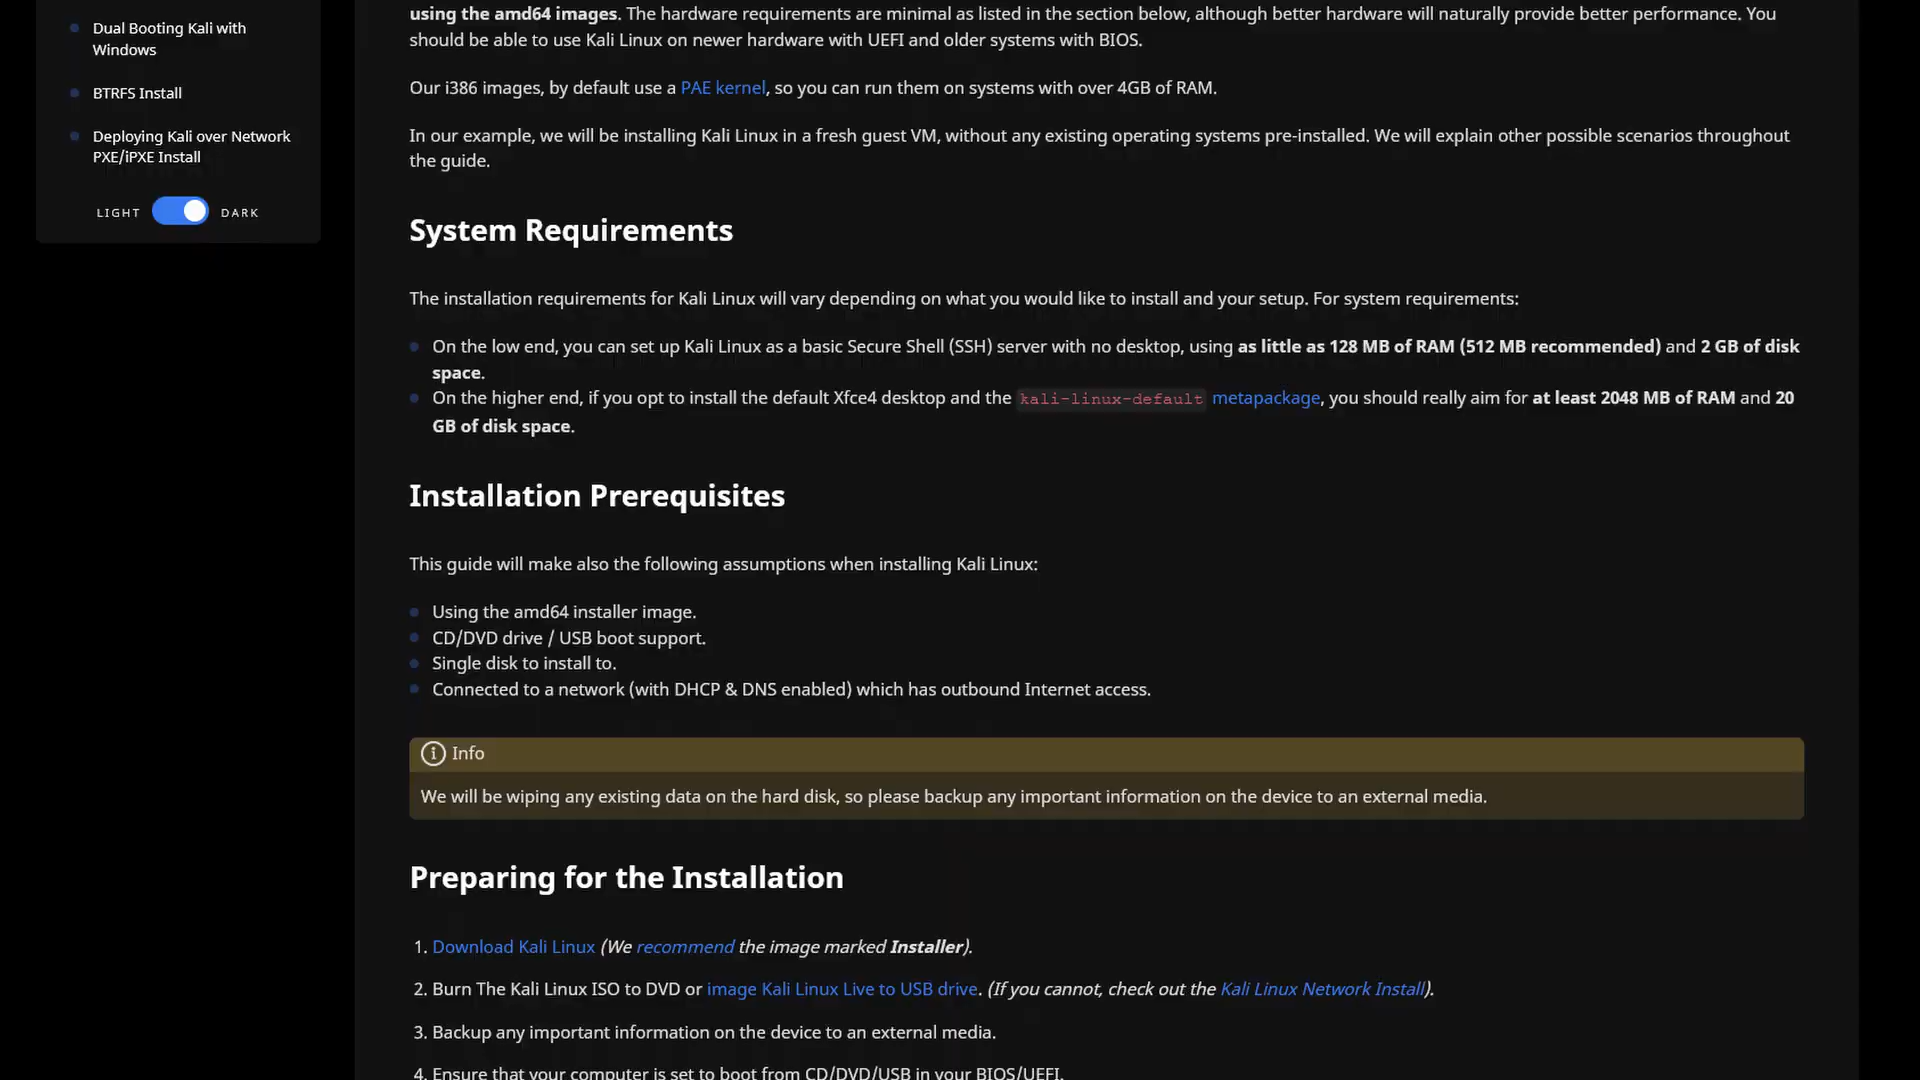 Dual Booting Kali with
Windows
BTRFS Install
Deploying Kali over Network
PXE/iPXE Install
LIGHT DARK
using the amd64 images. The hardware requirements are minimal as listed in the section below, although better hardware will naturally provide better performance. You
should be able to use Kali Linux on newer hardware with UEFI and older systems with BIOS.
Our i386 images, by default use a PAE kernel, so you can run them on systems with over 4GB of RAM.
In our example, we will be installing Kali Linux in a fresh guest VM, without any existing operating systems pre-installed. We will explain other possible scenarios throughout
the guide.
System Requirements
The installation requirements for Kali Linux will vary depending on what you would like to install and your setup. For system requirements:
On the low end, you can set up Kali Linux as a basic Secure Shell (SSH) server with no desktop, using as little as 128 MB of RAM (512 MB recommended) and 2 GB of disk
space.
On the higher end, if you opt to install the default Xfce4 desktop and the kali-linux-default metapackage, you should really aim for at least 2048 MB of RAM and 20
GB of disk space.
Installation Prerequisites
This guide will make also the following assumptions when installing Kali Linux:
Using the amd64 installer image.
CD/DVD drive / USB boot support.
Single disk to install to.
Connected to a network (with DHCP & DNS enabled) which has outbound Internet access.
Info
We will be wiping any existing data on the hard disk, so please backup any important information on the device to an external media.
Preparing for the Installation
1. Download Kali Linux (We recommend the image marked Installer).
2. Burn The Kali Linux ISO to DVD or image Kali Linux Live to USB drive. (If you cannot, check out the Kali Linux Network Install).
3. Backup any important information on the device to an external media.
4. Ensure that your computer is set to boot from CD/DVD/USB in your BIOS/UEFI.